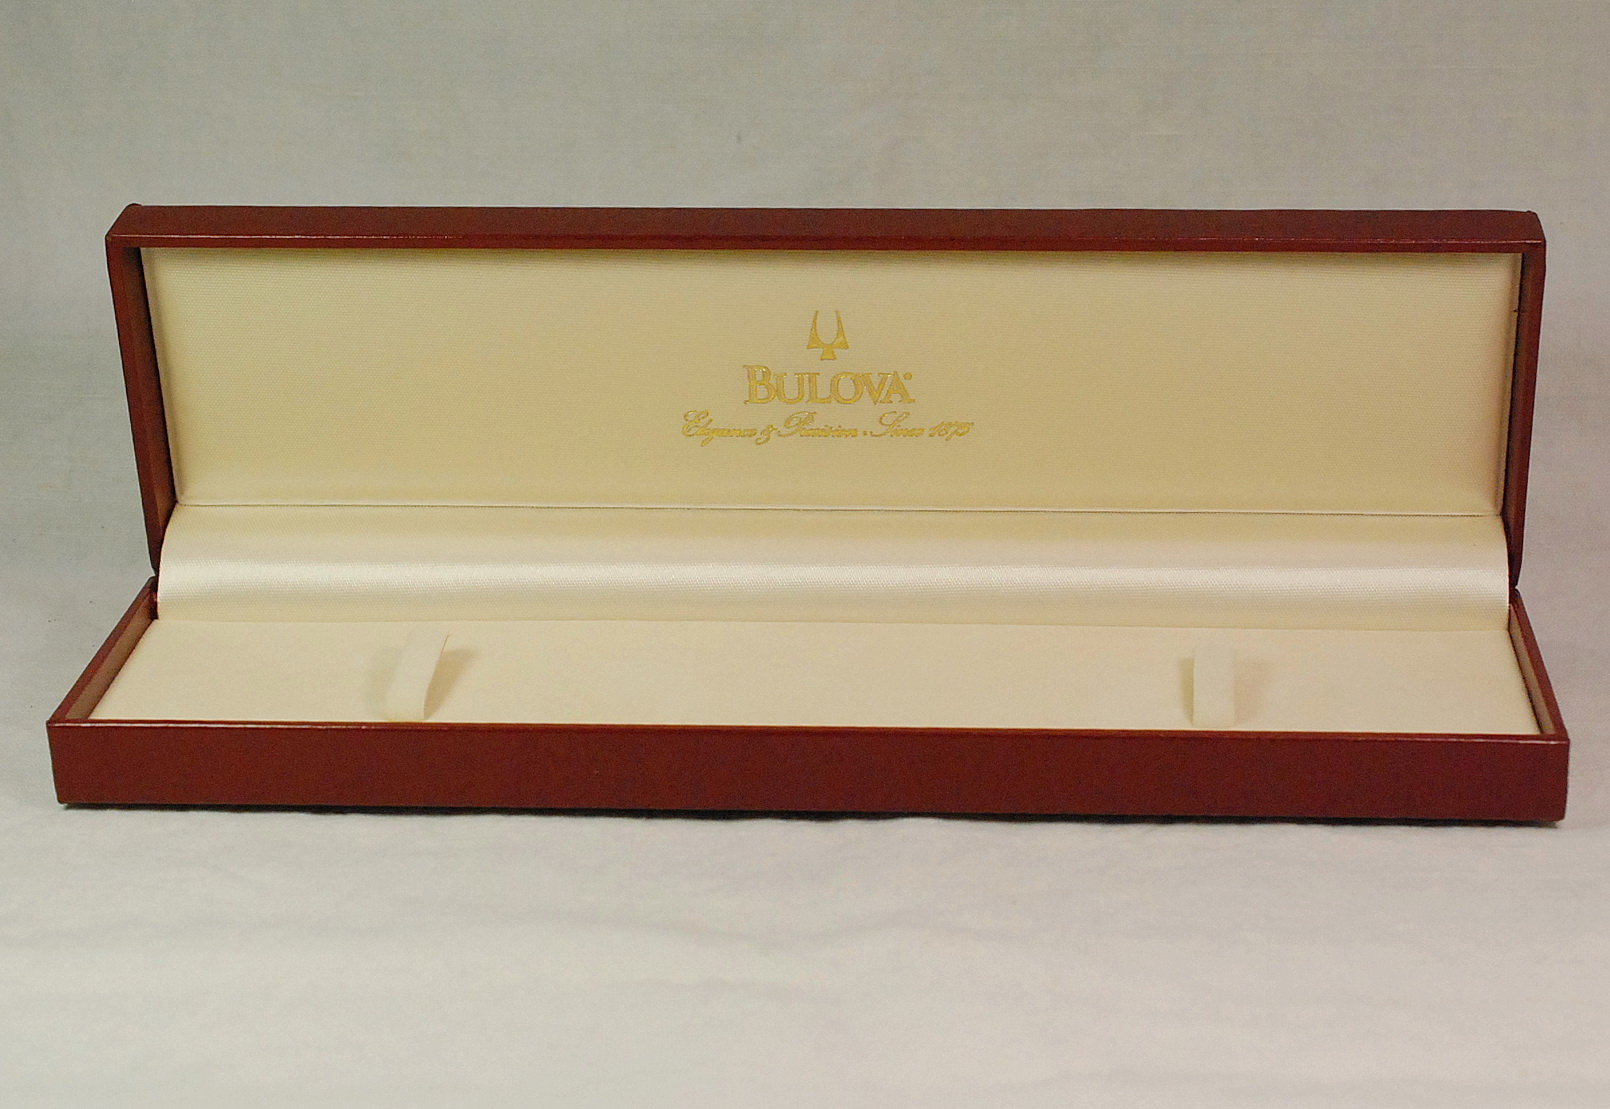 BULOVA
Elegance & Precision · Since 1875